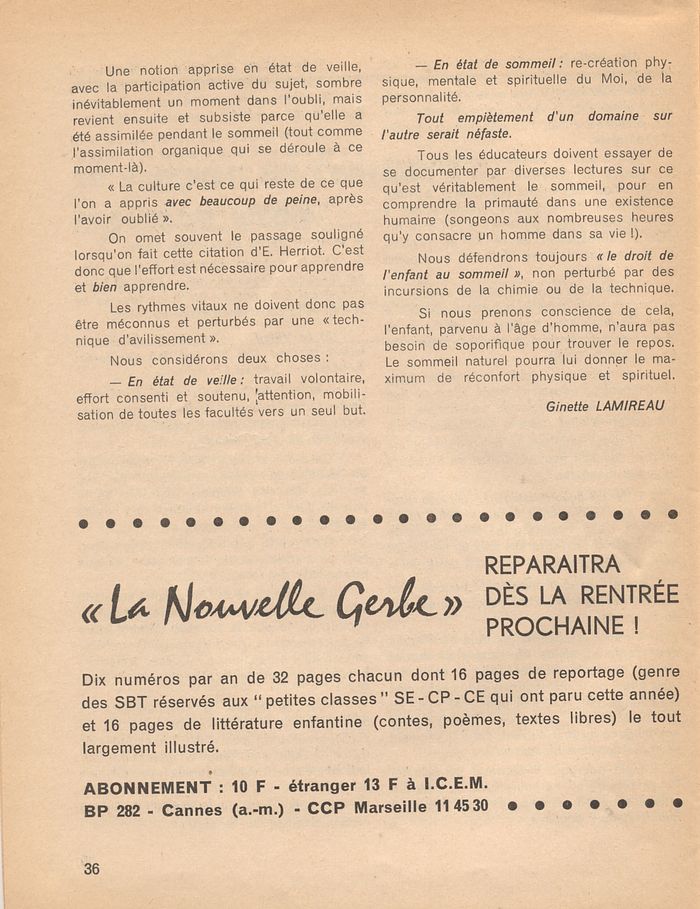 Une notion apprise en état de veille,
avec la participation active du sujet, sombre
inévitablement un moment dans l'oubli, mais
revient ensuite et subsiste parce qu'elle a
été assimilée pendant le sommeil (tout comme
l'assimilation organique qui se déroule à ce
moment-là).
« La culture c'est ce qui reste de ce que
l'on a appris avec beaucoup de peine, après
l'avoir oublié ».
On omet souvent le passage souligné
lorsqu'on fait cette citation d'E. Herriot. C'est
donc que l'effort est nécessaire pour apprendre
et bien apprendre.
Les rythmes vitaux ne doivent donc pas
être méconnus et perturbés par une « tech-
nique d'avilissement ».
Nous considérons deux choses :
— En état de veille : travail volontaire,
effort consenti et soutenu, attention, mobili-
sation de toutes les facultés vers un seul but.
— En état de sommeil : re-création phy-
sique, mentale et spirituelle du Moi, de la
personnalité.
Tout empiètement d'un domaine sur
l'autre serait néfaste.
Tous les éducateurs doivent essayer de
se documenter par diverses lectures sur ce
qu'est véritablement le sommeil, pour en
comprendre la primauté dans une existence
humaine (songeons aux nombreuses heures
qu'y consacre un homme dans sa vie !).
Nous défendrons toujours « le droit de
l'enfant au sommeil », non perturbé par des
incursions de la chimie ou de la technique.
Si nous prenons conscience de cela,
l'enfant, parvenu à l'âge d'homme, n'aura pas
besoin de soporifique pour trouver le repos.
Le sommeil naturel pourra lui donner le ma-
ximum de réconfort physique et spirituel.
Ginette LAMIREAU
« La Nouvelle Gerbe »
REPARAITRA
DÈS LA RENTRÉE
PROCHAINE !
Dix numéros par an de 32 pages chacun dont 16 pages de reportage (genre
des SBT réservés aux " petites classes " SE - CP - CE qui ont paru cette année)
et 16 pages de littérature enfantine (contes, poèmes, textes libres) le tout
largement illustré.
ABONNEMENT : 10 F - étranger 13 F à I.C.E.M.
BP 282 - Cannes (a.-m.) - CCP Marseille 11 45 30
36